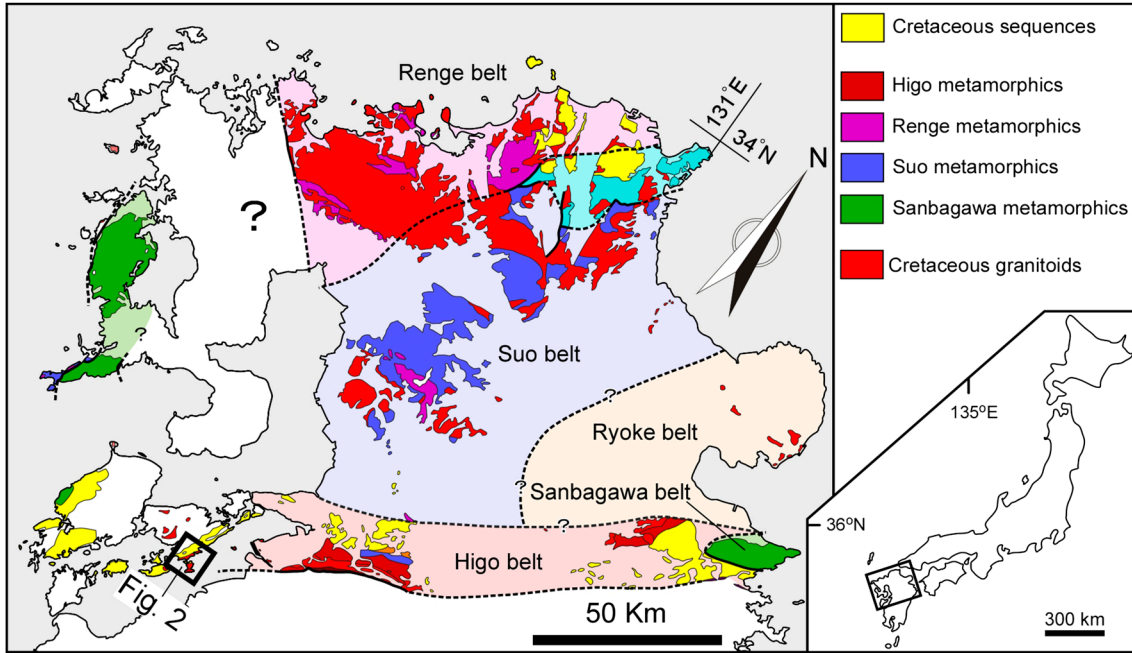 Renge belt
131°E
34°N
N
?
Suo belt
?
?
Ryoke belt
?
Sanbagawa belt
?
Higo belt
Fig. 2
50 Km
Cretaceous sequences
Higo metamorphics
Renge metamorphics
Suo metamorphics
Sanbagawa metamorphics
Cretaceous granitoids
135°E
36°N
300 km